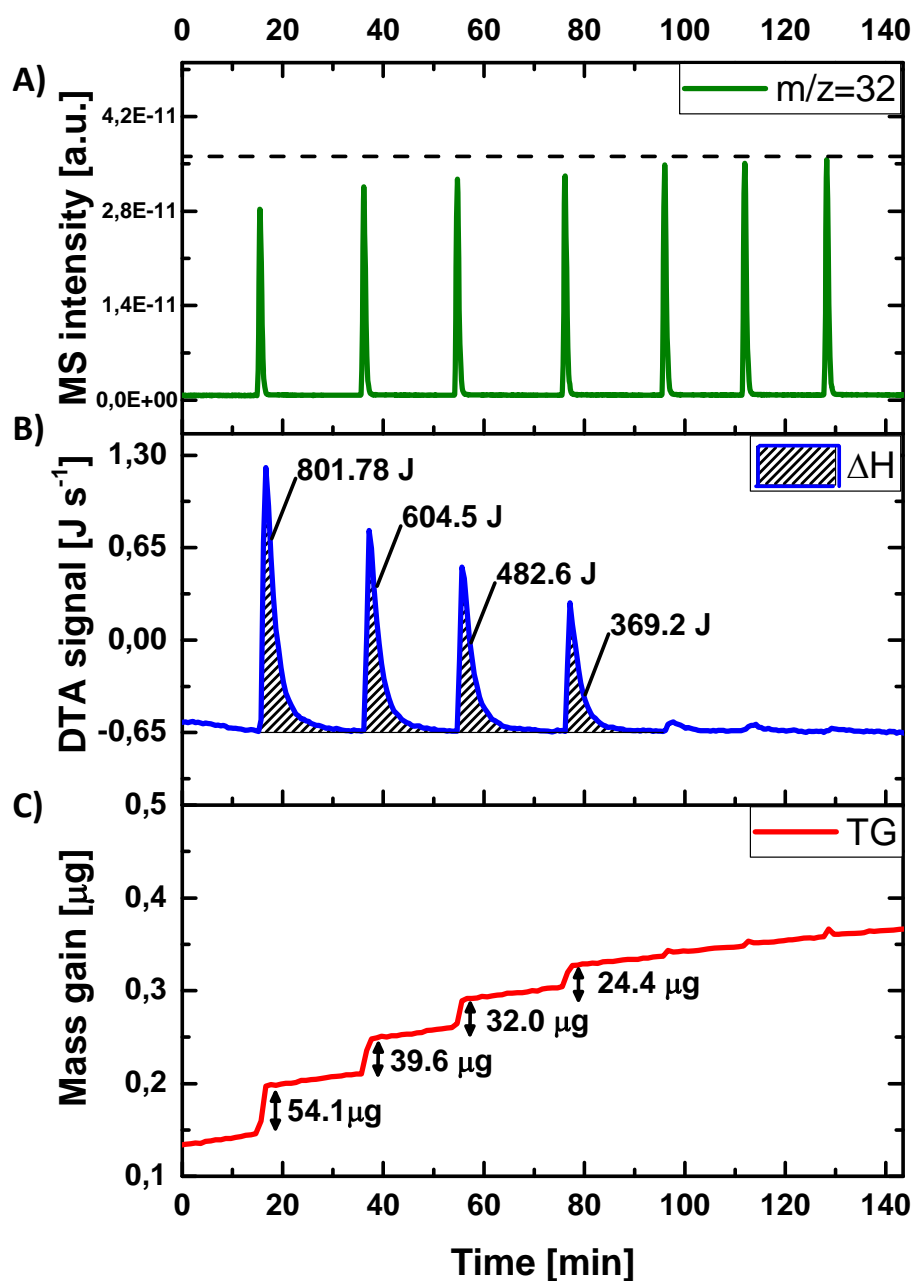 0 20 40 60 80 100 120 140
A)
m/z=32
MS intensity [a.u.]
4,2E-11
2,8E-11
1,4E-11
0,0E+00
B)
ΔH
DTA signal [J s⁻¹]
1,30
0,65
0,00
-0,65
801.78 J
604.5 J
482.6 J
369.2 J
C)
TG
Mass gain [μg]
0,5
0,4
0,3
0,2
0,1
24.4 μg
32.0 μg
39.6 μg
54.1μg
0 20 40 60 80 100 120 140
Time [min]